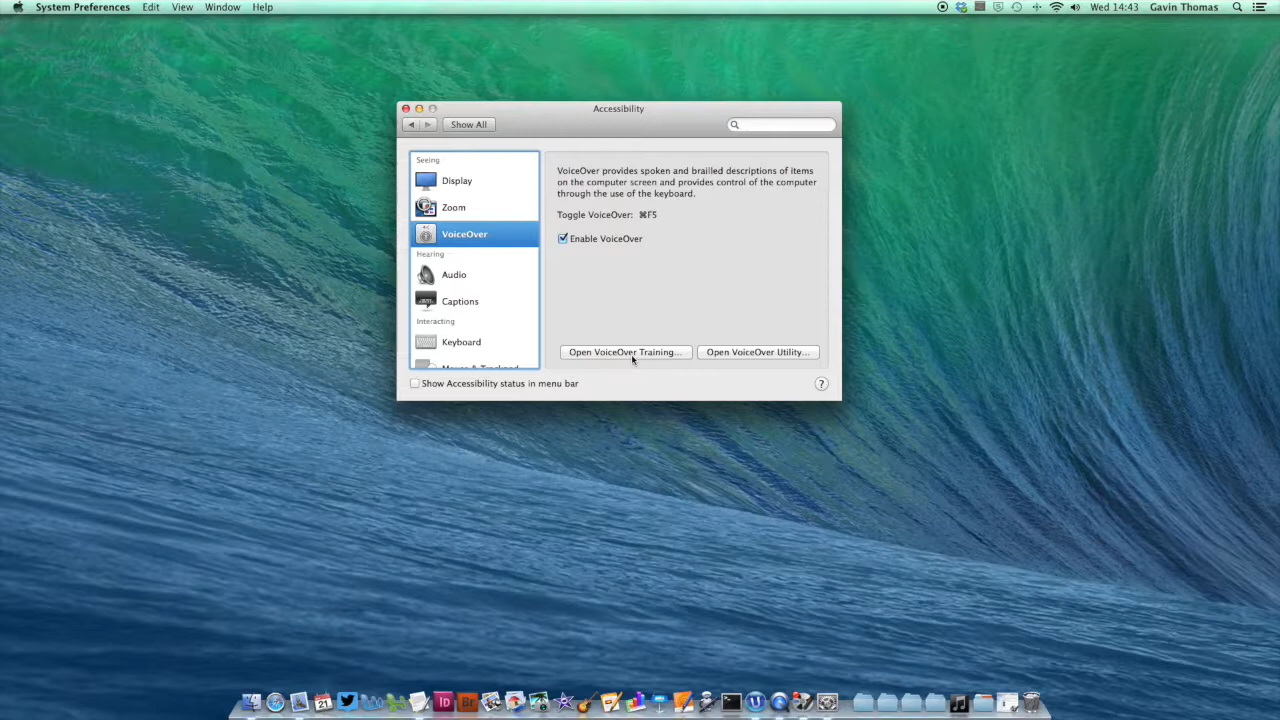 System Preferences Edit View Window Help Wed 14:43 Gavin Thomas
Accessibility
Show All
Seeing
Display
Zoom
VoiceOver
Hearing
Audio
Captions
Interacting
Keyboard
VoiceOver provides spoken and brailled descriptions of items
on the computer screen and provides control of the computer
through the use of the keyboard.
Toggle VoiceOver: ⌘F5
Enable VoiceOver
Open VoiceOver Training... Open VoiceOver Utility...
Show Accessibility status in menu bar ?
21 Id Br